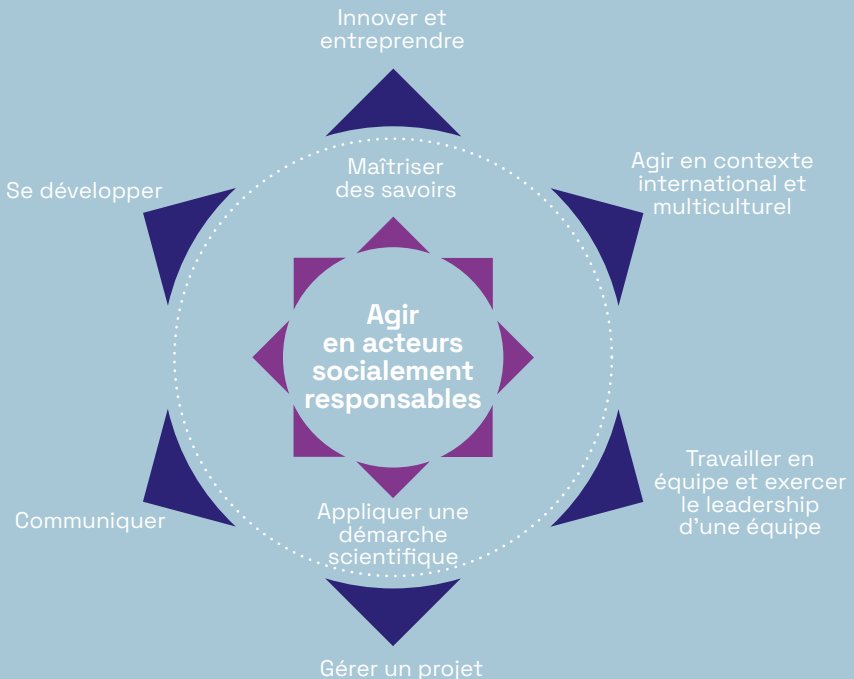 Innover et
entreprendre
Maîtriser
des savoirs
Agir en contexte
international et
multiculturel
Se développer
Agir
en acteurs
socialement
responsables
Travailler en
équipe et exercer
le leadership
d'une équipe
Communiquer
Appliquer une
démarche
scientifique
Gérer un projet